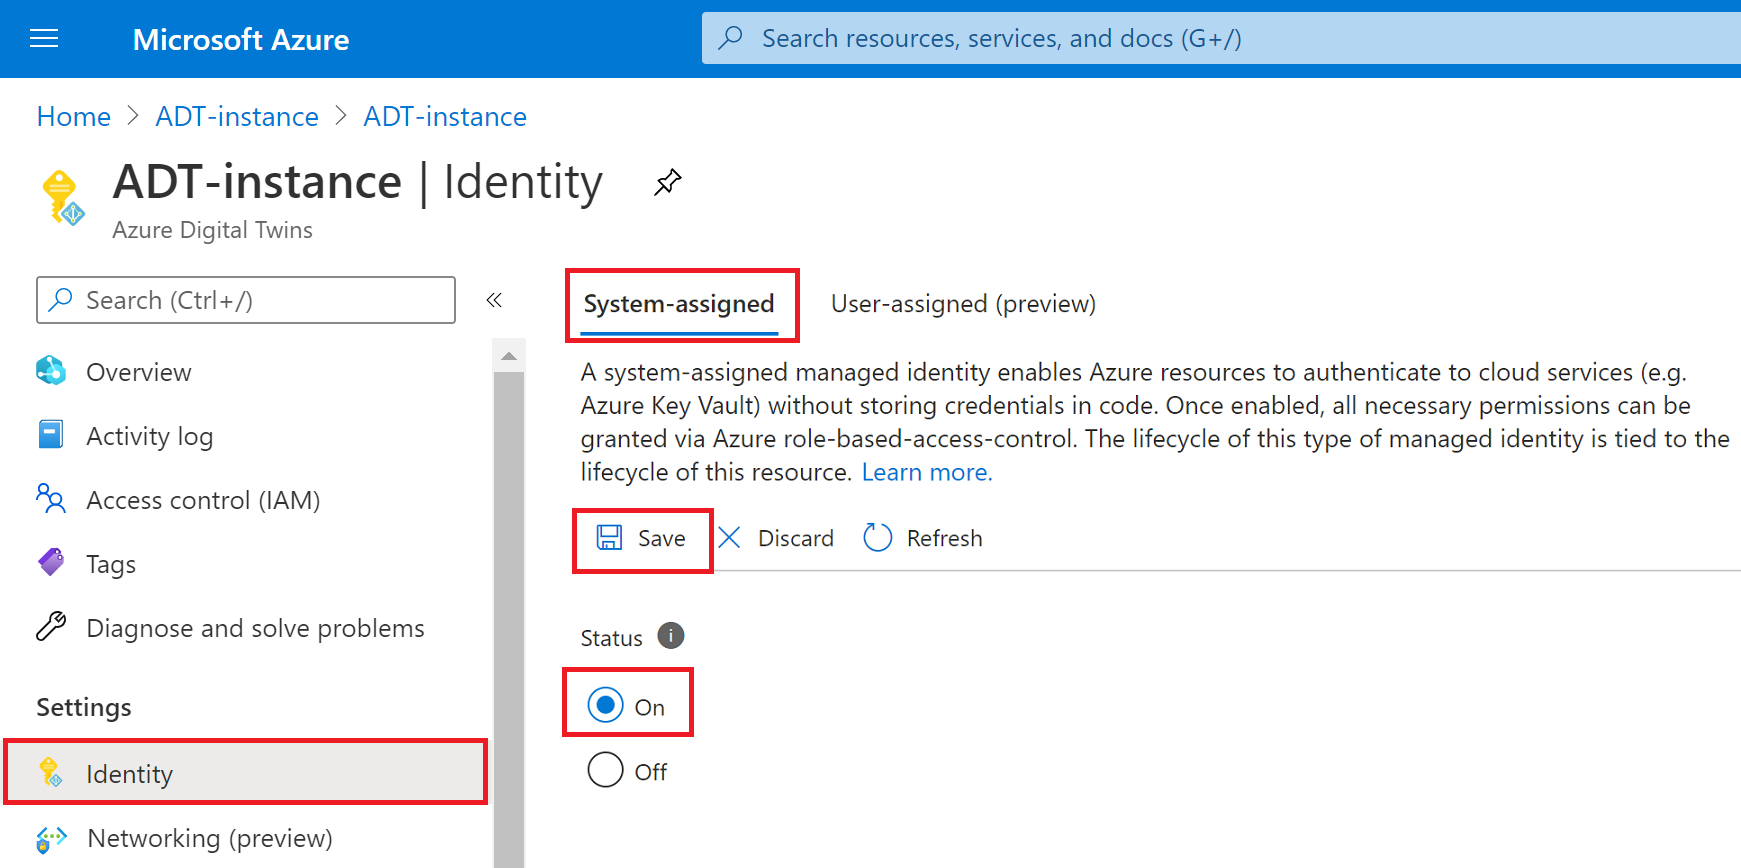 Microsoft Azure
Search resources, services, and docs (G+/)
Home > ADT-instance > ADT-instance
ADT-instance | Identity
Azure Digital Twins
Search (Ctrl+/)
«
Overview
Activity log
Access control (IAM)
Tags
Diagnose and solve problems
Settings
Identity
Networking (preview)
System-assigned
User-assigned (preview)
A system-assigned managed identity enables Azure resources to authenticate to cloud services (e.g.
Azure Key Vault) without storing credentials in code. Once enabled, all necessary permissions can be
granted via Azure role-based-access-control. The lifecycle of this type of managed identity is tied to the
lifecycle of this resource. Learn more.
Save
Discard
Refresh
Status
On
Off